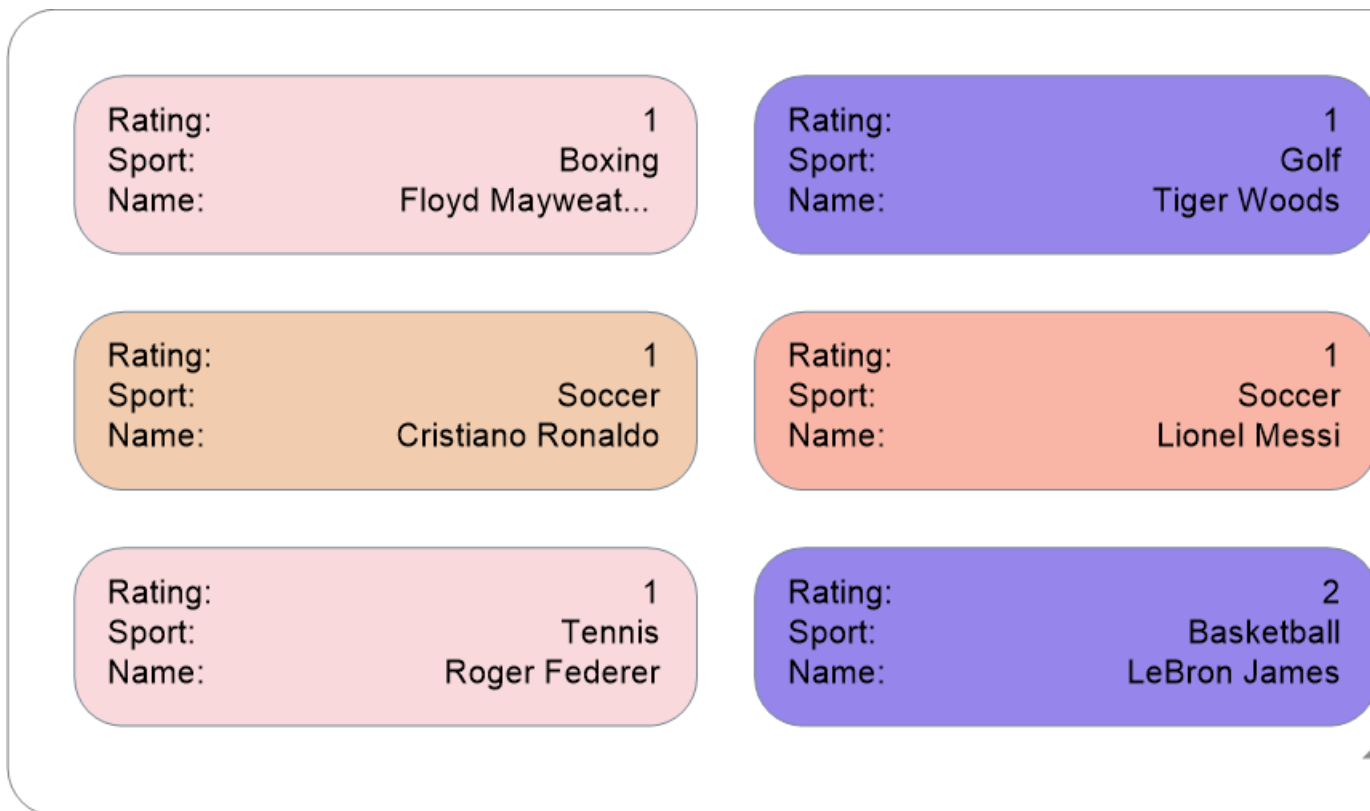 Rating: 1
Sport: Boxing
Name: Floyd Mayweat...
Rating: 1
Sport: Golf
Name: Tiger Woods
Rating: 1
Sport: Soccer
Name: Cristiano Ronaldo
Rating: 1
Sport: Soccer
Name: Lionel Messi
Rating: 1
Sport: Tennis
Name: Roger Federer
Rating: 2
Sport: Basketball
Name: LeBron James